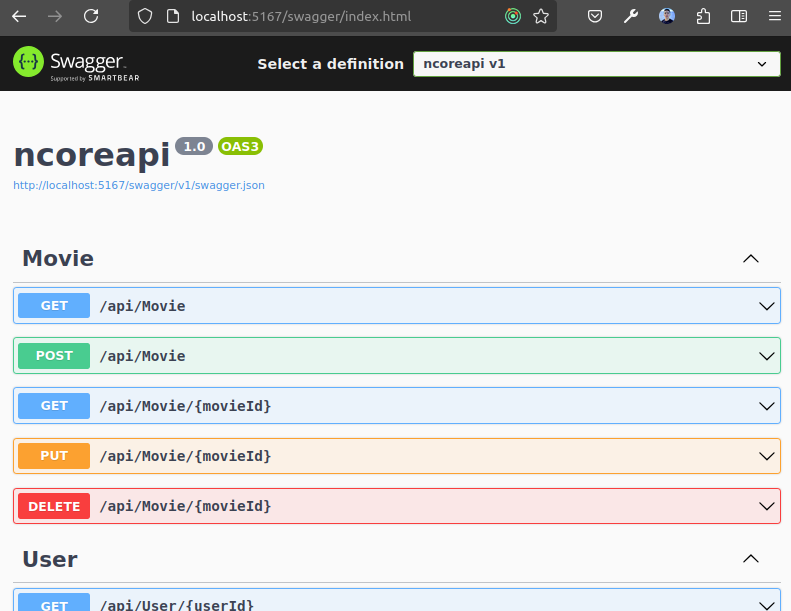 localhost:5167/swagger/index.html
Swagger
Supported by SMARTBEAR
Select a definition
ncoreapi v1
ncoreapi 1.0 OAS3
http://localhost:5167/swagger/v1/swagger.json
Movie
GET /api/Movie
POST /api/Movie
GET /api/Movie/{movieId}
PUT /api/Movie/{movieId}
DELETE /api/Movie/{movieId}
User
GET /api/User/{userId}